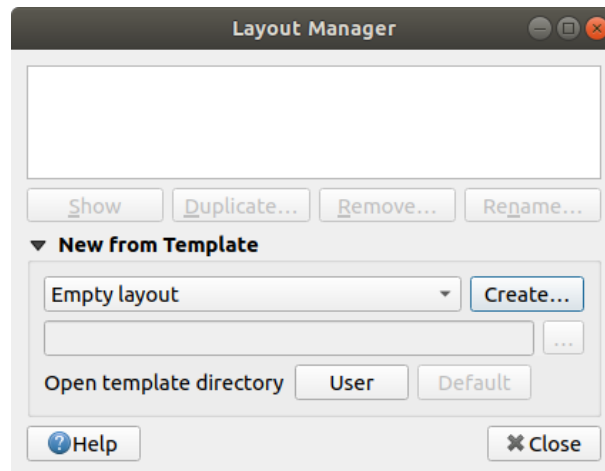 Layout Manager
Show Duplicate... Remove... Rename...
New from Template
Empty layout Create...
...
Open template directory User Default
Help Close